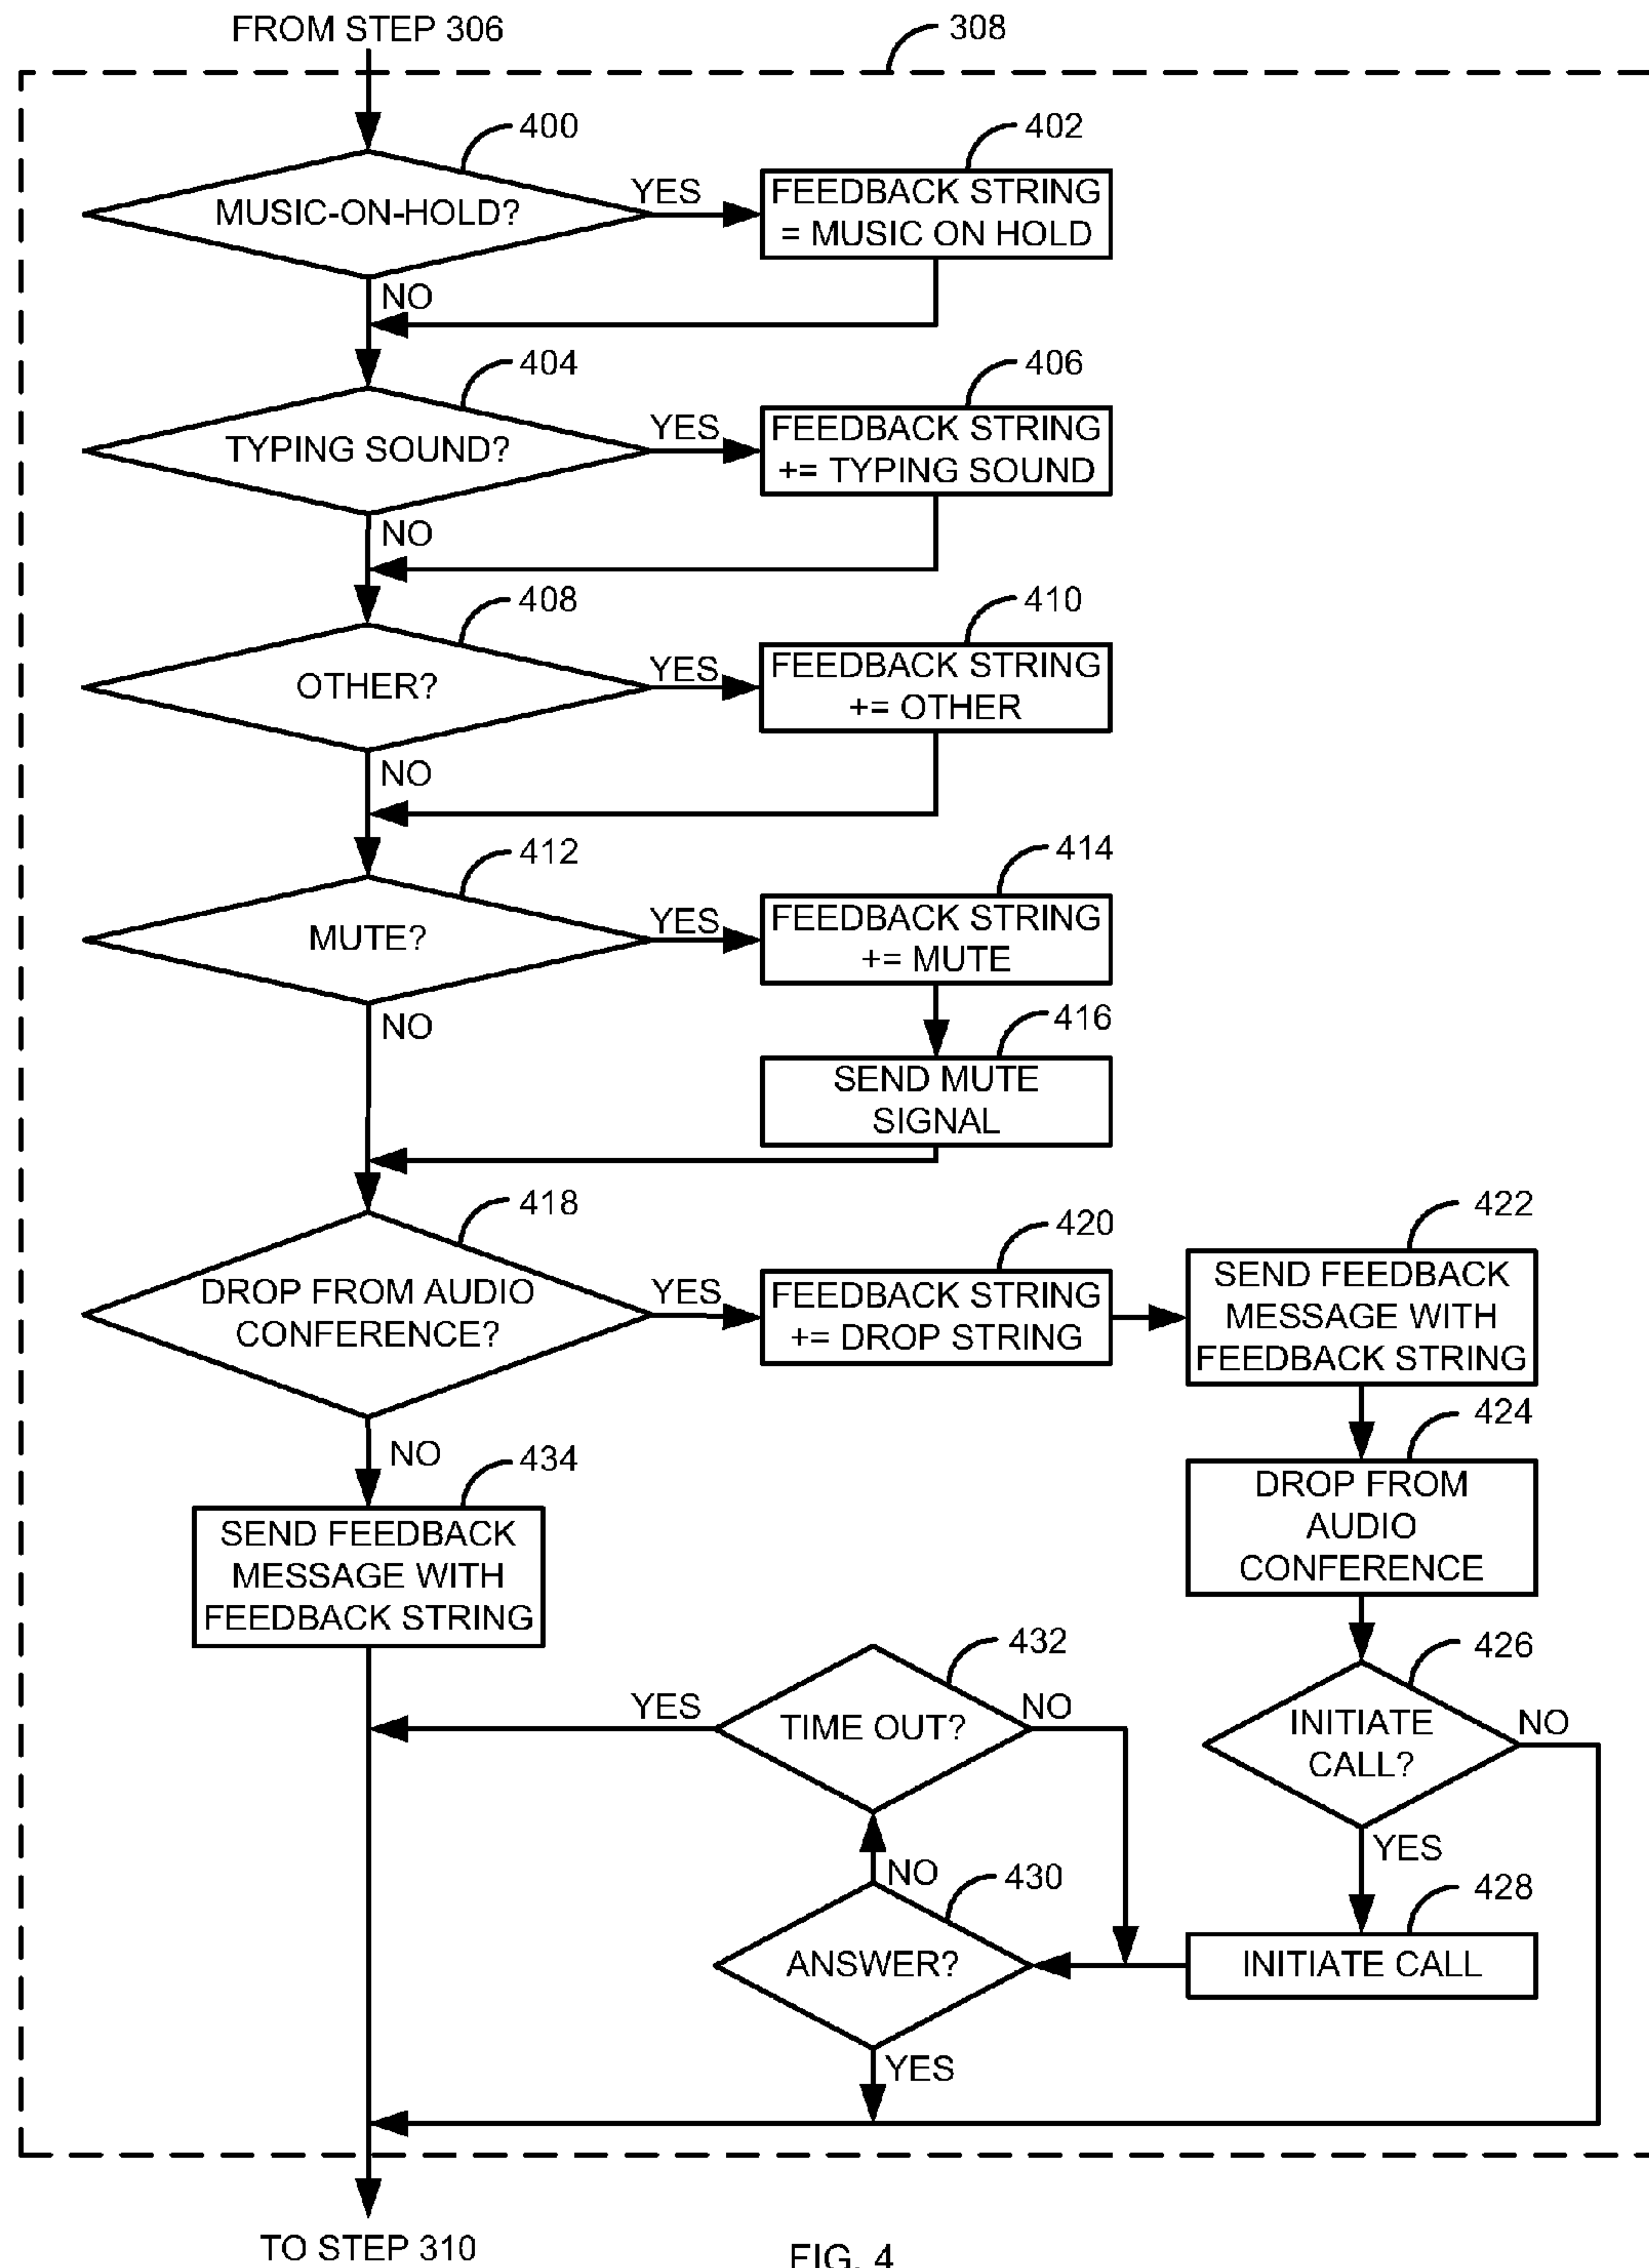 FROM STEP 306
308
400
402
MUSIC-ON-HOLD?
YES
FEEDBACK STRING
= MUSIC ON HOLD
NO
404
406
TYPING SOUND?
YES
FEEDBACK STRING
+= TYPING SOUND
NO
408
410
OTHER?
YES
FEEDBACK STRING
+= OTHER
NO
412
414
MUTE?
YES
FEEDBACK STRING
+= MUTE
NO
416
SEND MUTE
SIGNAL
418
420
422
DROP FROM AUDIO
CONFERENCE?
YES
FEEDBACK STRING
+= DROP STRING
SEND FEEDBACK
MESSAGE WITH
FEEDBACK STRING
NO
424
DROP FROM
AUDIO
CONFERENCE
434
SEND FEEDBACK
MESSAGE WITH
FEEDBACK STRING
432
426
YES
TIME OUT?
NO
INITIATE
CALL?
NO
YES
NO
430
428
ANSWER?
INITIATE CALL
YES
TO STEP 310
FIG. 4